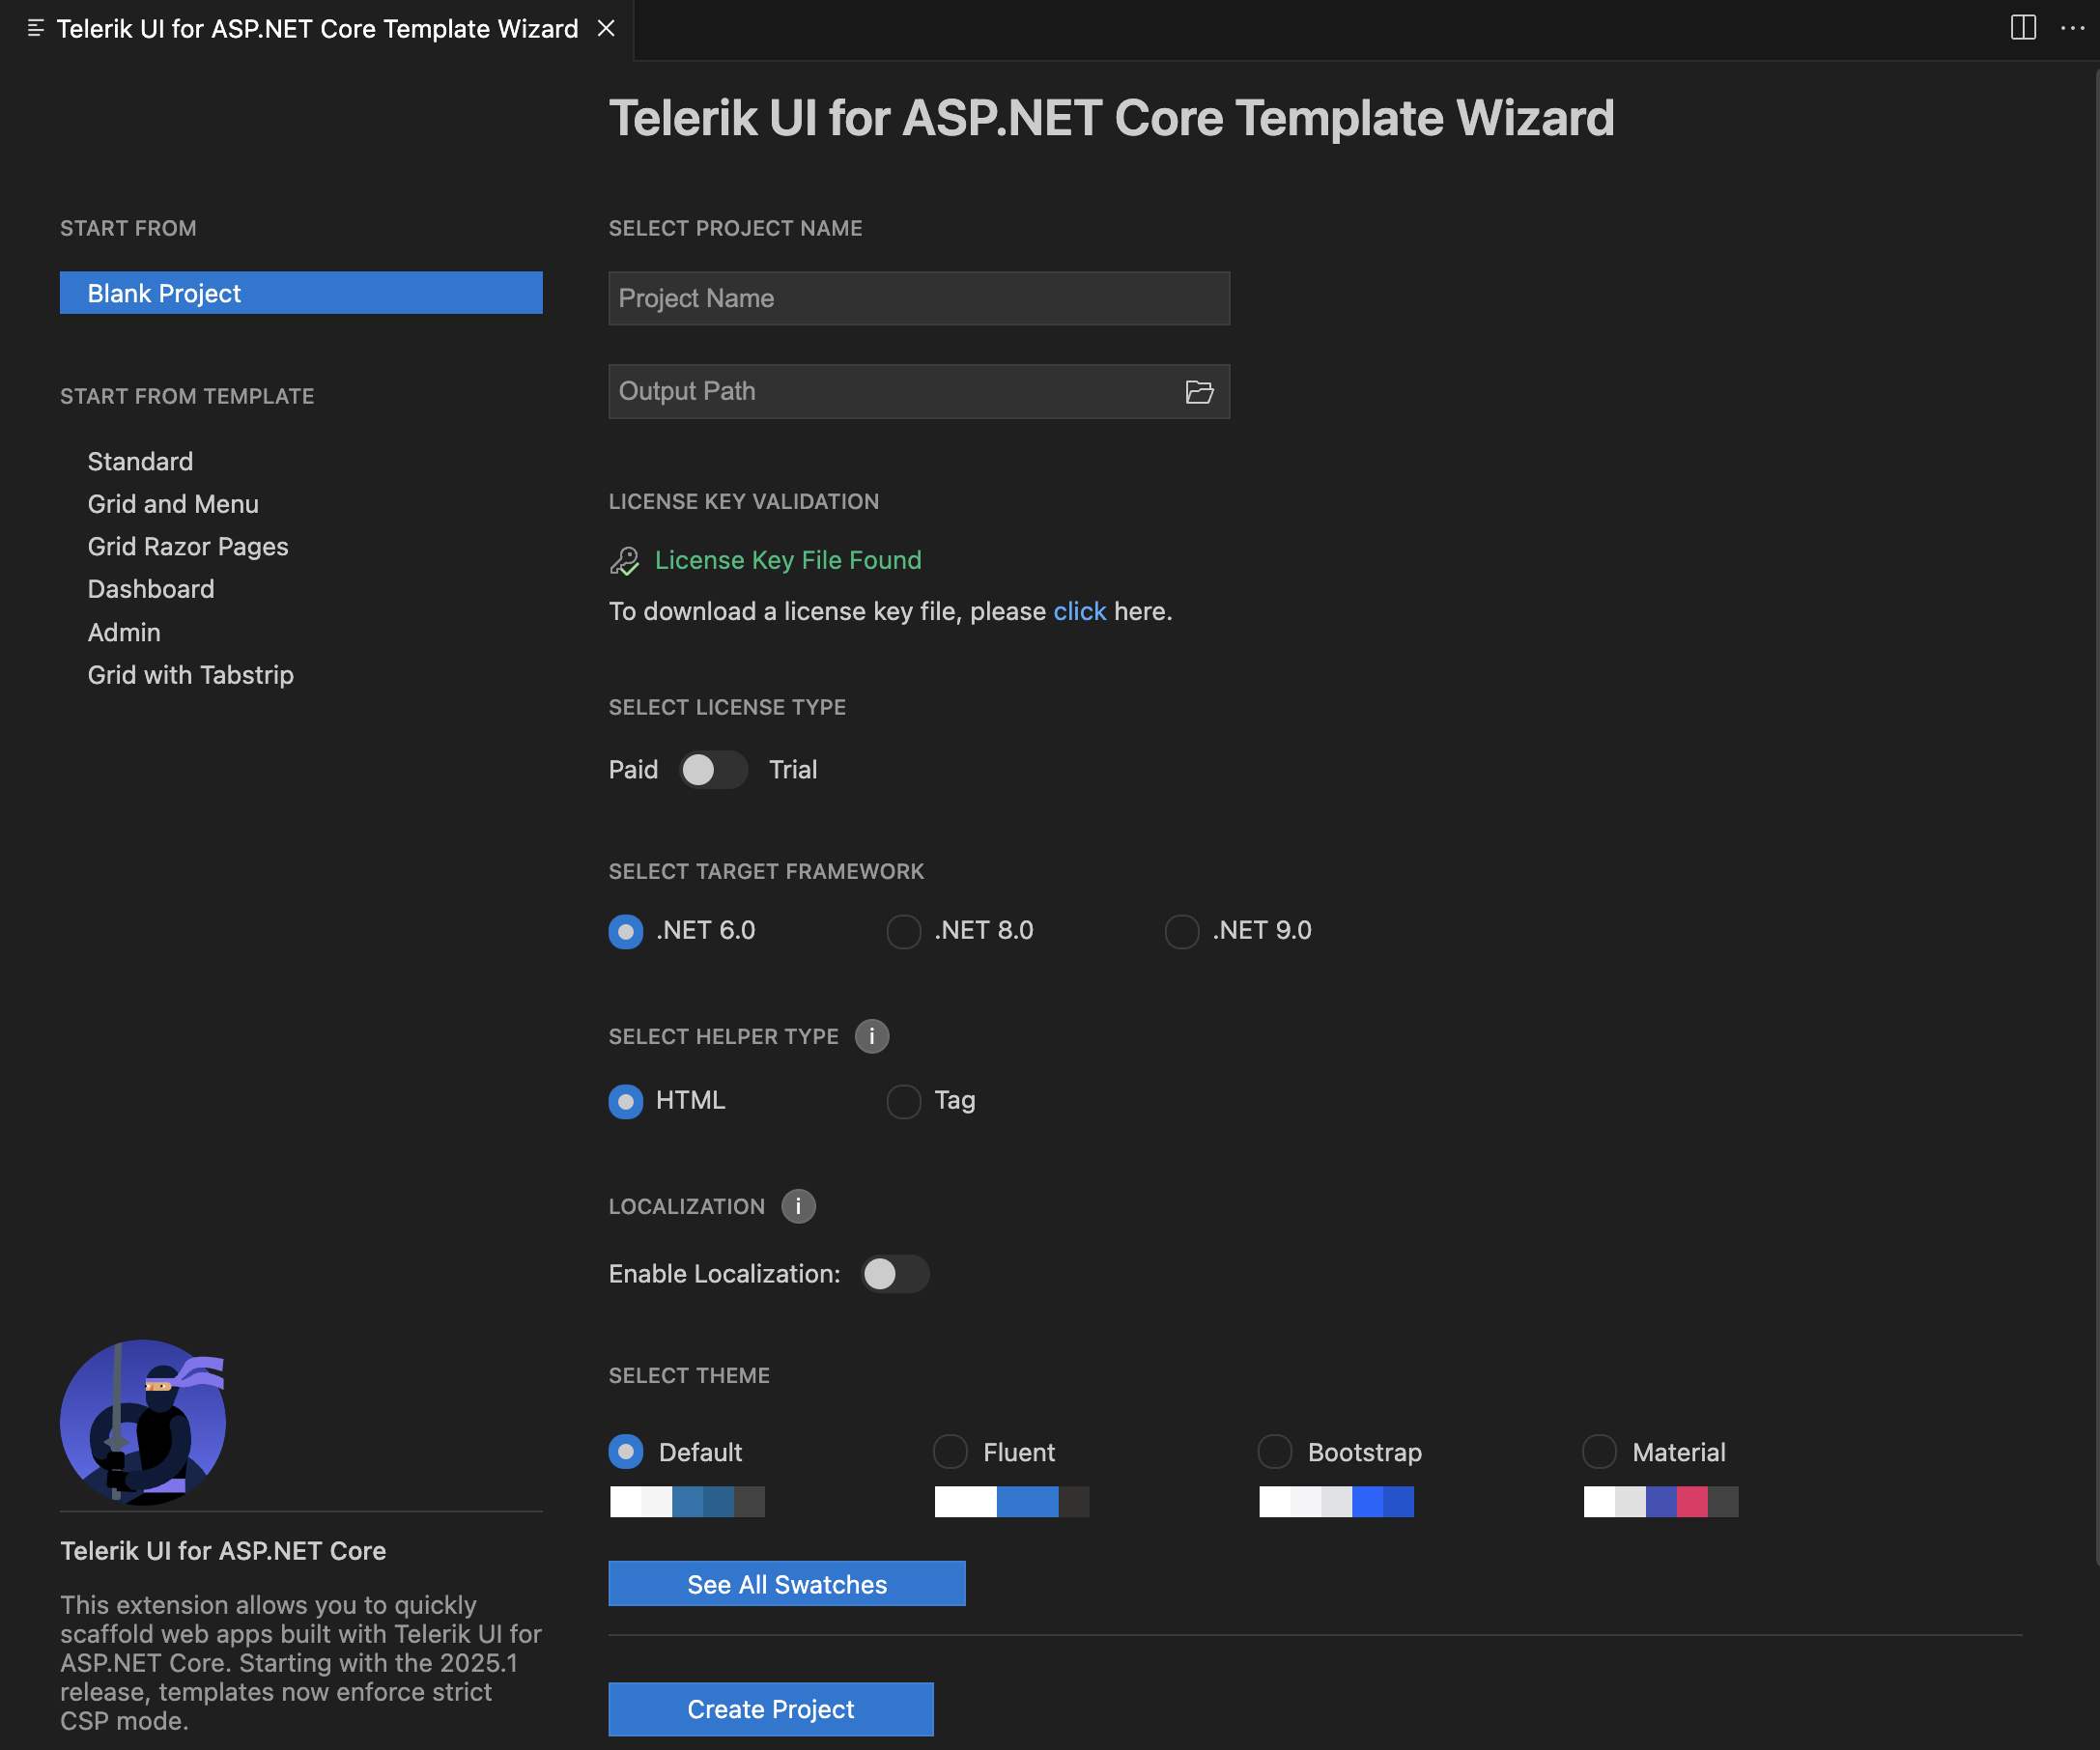 Telerik UI for ASP.NET Core Template Wizard
Telerik UI for ASP.NET Core Template Wizard
START FROM
Blank Project
START FROM TEMPLATE
Standard
Grid and Menu
Grid Razor Pages
Dashboard
Admin
Grid with Tabstrip
Telerik UI for ASP.NET Core
This extension allows you to quickly
scaffold web apps built with Telerik UI for
ASP.NET Core. Starting with the 2025.1
release, templates now enforce strict
CSP mode.
SELECT PROJECT NAME
Project Name
Output Path
LICENSE KEY VALIDATION
License Key File Found
To download a license key file, please click here.
SELECT LICENSE TYPE
Paid Trial
SELECT TARGET FRAMEWORK
.NET 6.0 .NET 8.0 .NET 9.0
SELECT HELPER TYPE i
HTML Tag
LOCALIZATION i
Enable Localization:
SELECT THEME
Default Fluent Bootstrap Material
See All Swatches
Create Project